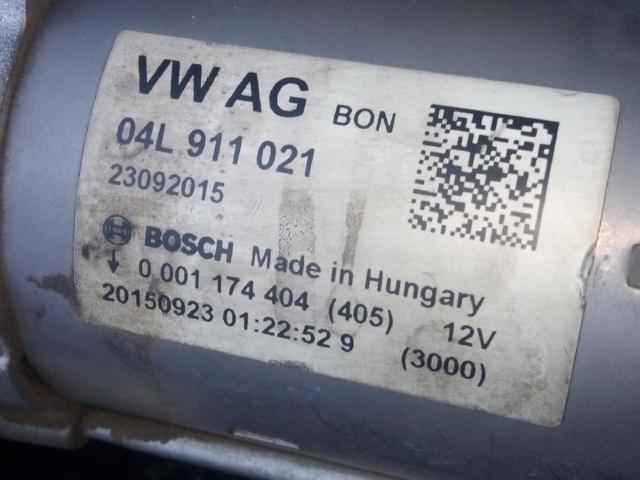 VW AG BON
04L 911 021
23092015
BOSCH Made in Hungary
0 001 174 404 (405) 12V
20150923 01:22:52 9 (3000)